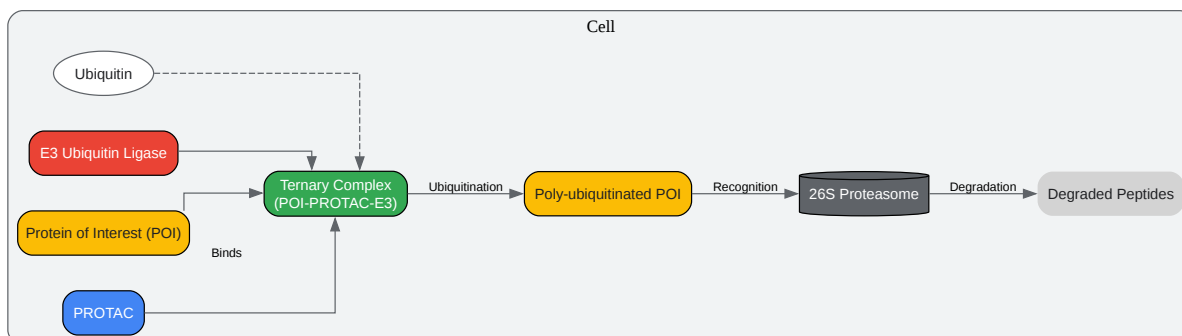 Cell
Ubiquitin
E3 Ubiquitin Ligase
Protein of Interest (POI)
Binds
PROTAC
Ternary Complex
(POI-PROTAC-E3)
Ubiquitination
Poly-ubiquitinated POI
Recognition
26S Proteasome
Degradation
Degraded Peptides